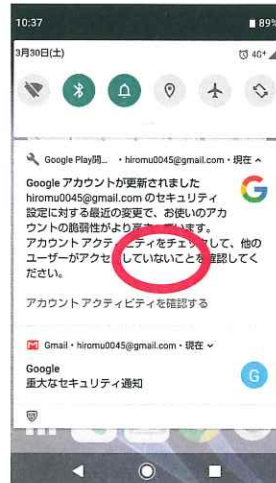 10:37 89%
3月30日(土) 4G+
Google Play開... • hiromu0045@gmail.com • 現在
Google アカウントが更新されました
hiromu0045@gmail.com のセキュリティ
設定に対する最近の変更で、お使いのアカ
ウントの脆弱性がより高まっています。
アカウント アクティビティをチェックして、他の
ユーザーがアクセスしていないことを確認してく
ださい。
アカウント アクティビティを確認する
Gmail • hiromu0045@gmail.com • 現在
Google
重大なセキュリティ通知
G